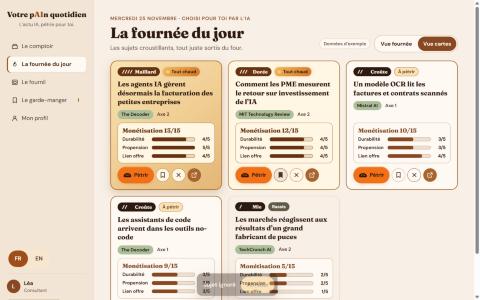 Votre pAIn quotidien
L'actu IA, pétrie pour toi.
Le comptoir
La fournée du jour
Le fournil
Le garde-manger 1
Mon profil
FR EN
L Léna
Consultant
MERCREDI 25 NOVEMBRE · CHOISI POUR TOI PAR L'IA
La fournée du jour
Les sujets croustillants, tout juste sortis du four.
Données d'exemple
Vue fournée Vue cartes
Maillard Tout chaud
Les agents IA gèrent
désormais la facturation des
petites entreprises
The Decoder Axe 2
Monétisation 13/15
Durabilité 4/5
Propension 5/5
Lien offre 4/5
Pétrir
Dorée Tout chaud
Comment les PME mesurent
le retour sur investissement
de l'IA
MIT Technology Review Axe 2
Monétisation 12/15
Durabilité 4/5
Propension 4/5
Lien offre 4/5
Pétrir
Croûte À pétrir
Un modèle OCR lit les
factures et contrats scannés
Mistral AI Axe 1
Monétisation 10/15
Durabilité 3/5
Propension 3/5
Lien offre 4/5
Pétrir
Croûte À pétrir
Les assistants de code
arrivent dans les outils no-
code
The Decoder Axe 1
Monétisation 9/15
Durabilité
Propension
Lien offre
Mie Rassis
Les marchés réagissent aux
résultats d'un grand
fabricant de puces
TechCrunch AI Axe 2
Monétisation 5/15
Durabilité 2/5
Propension
Lien offre 1/5
Sujet ignoré